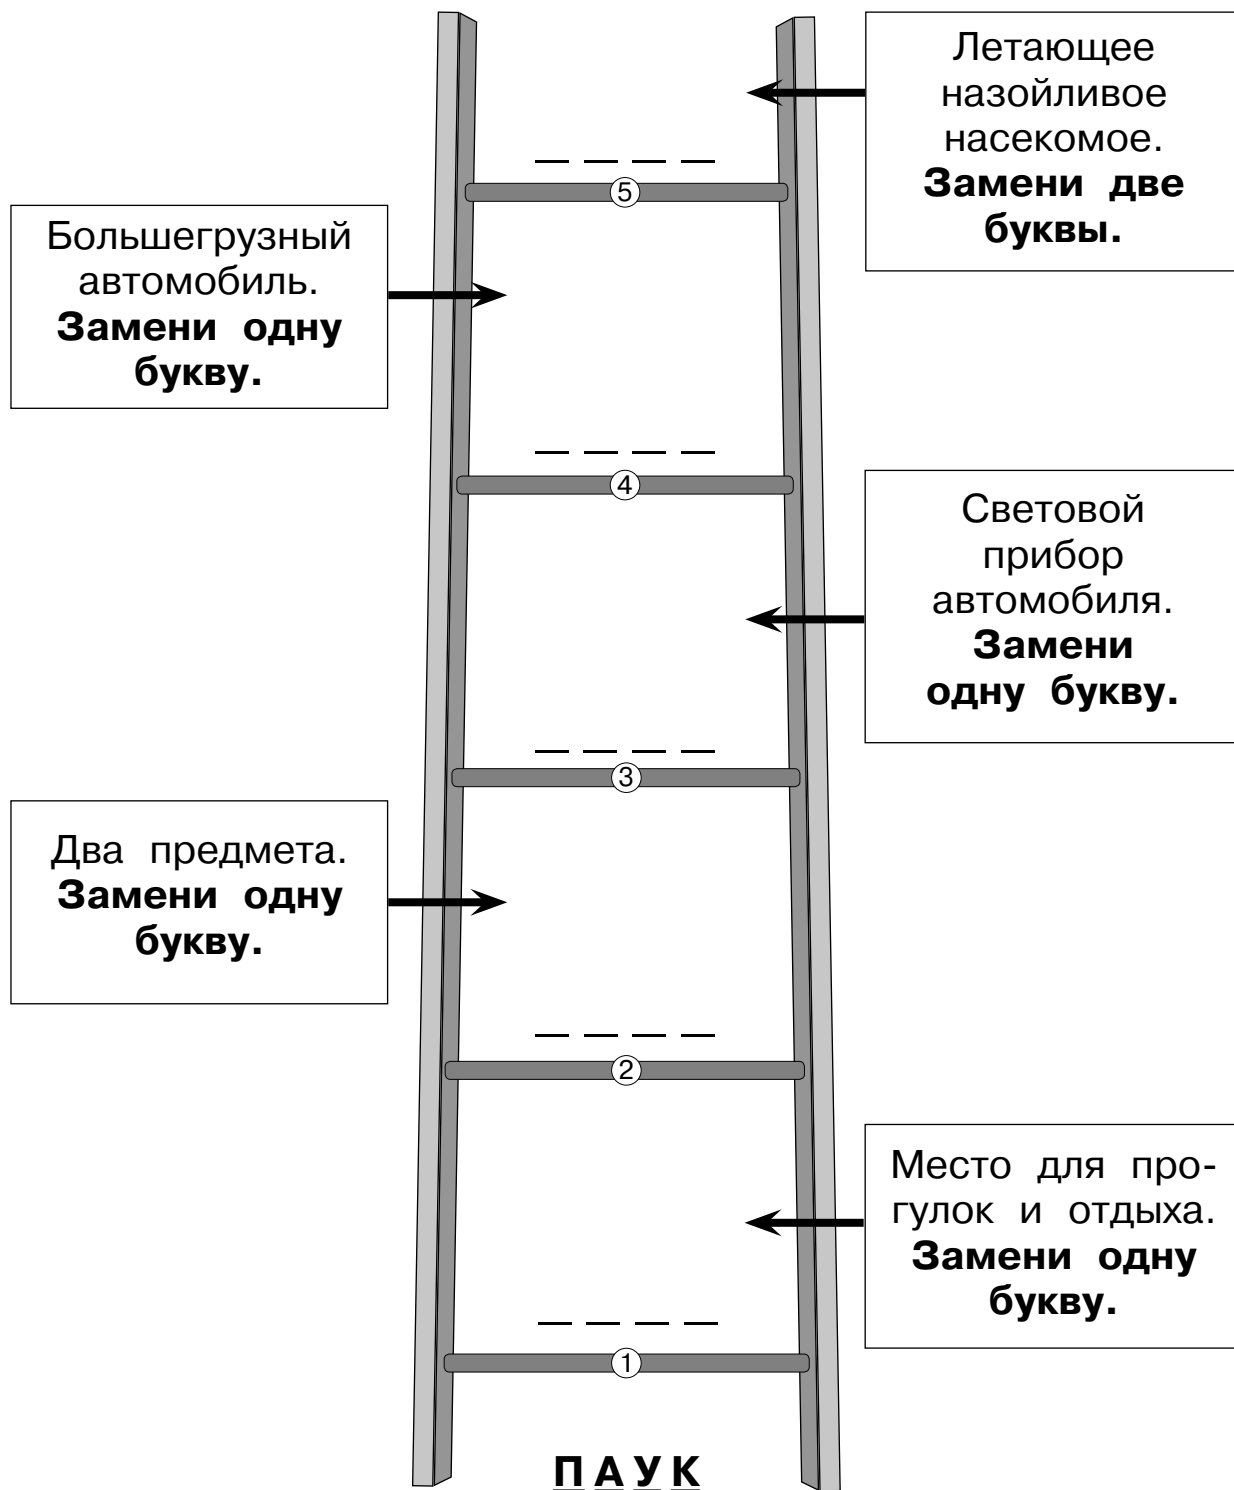 Летающее
назойливое
насекомое.
Замени две
буквы.
5
Большегрузный
автомобиль.
Замени одну
букву.
4
Световой
прибор
автомобиля.
Замени
одну букву.
3
Два предмета.
Замени одну
букву.
2
Место для про-
гулок и отдыха.
Замени одну
букву.
1
ПАУК